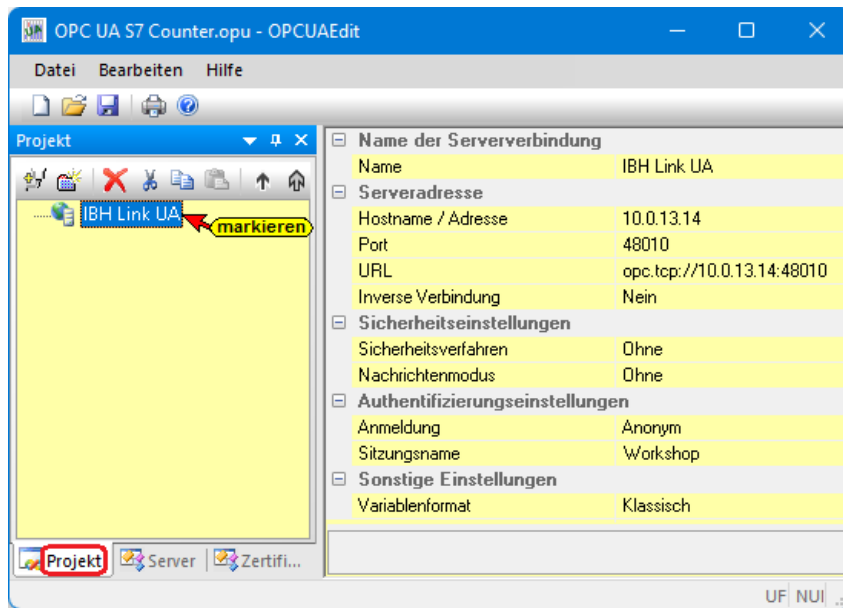 OPC UA S7 Counter.opu - OPCUAEdit
Datei Bearbeiten Hilfe
Projekt
IBH Link UA
markieren
Name der Serververbindung
Name IBH Link UA
Serveradresse
Hostname / Adresse 10.0.13.14
Port 48010
URL opc.tcp://10.0.13.14:48010
Inverse Verbindung Nein
Sicherheitseinstellungen
Sicherheitsverfahren Ohne
Nachrichtenmodus Ohne
Authentifizierungseinstellungen
Anmeldung Anonym
Sitzungsname Workshop
Sonstige Einstellungen
Variablenformat Klassisch
Projekt Server Zertifi...
UF NUI